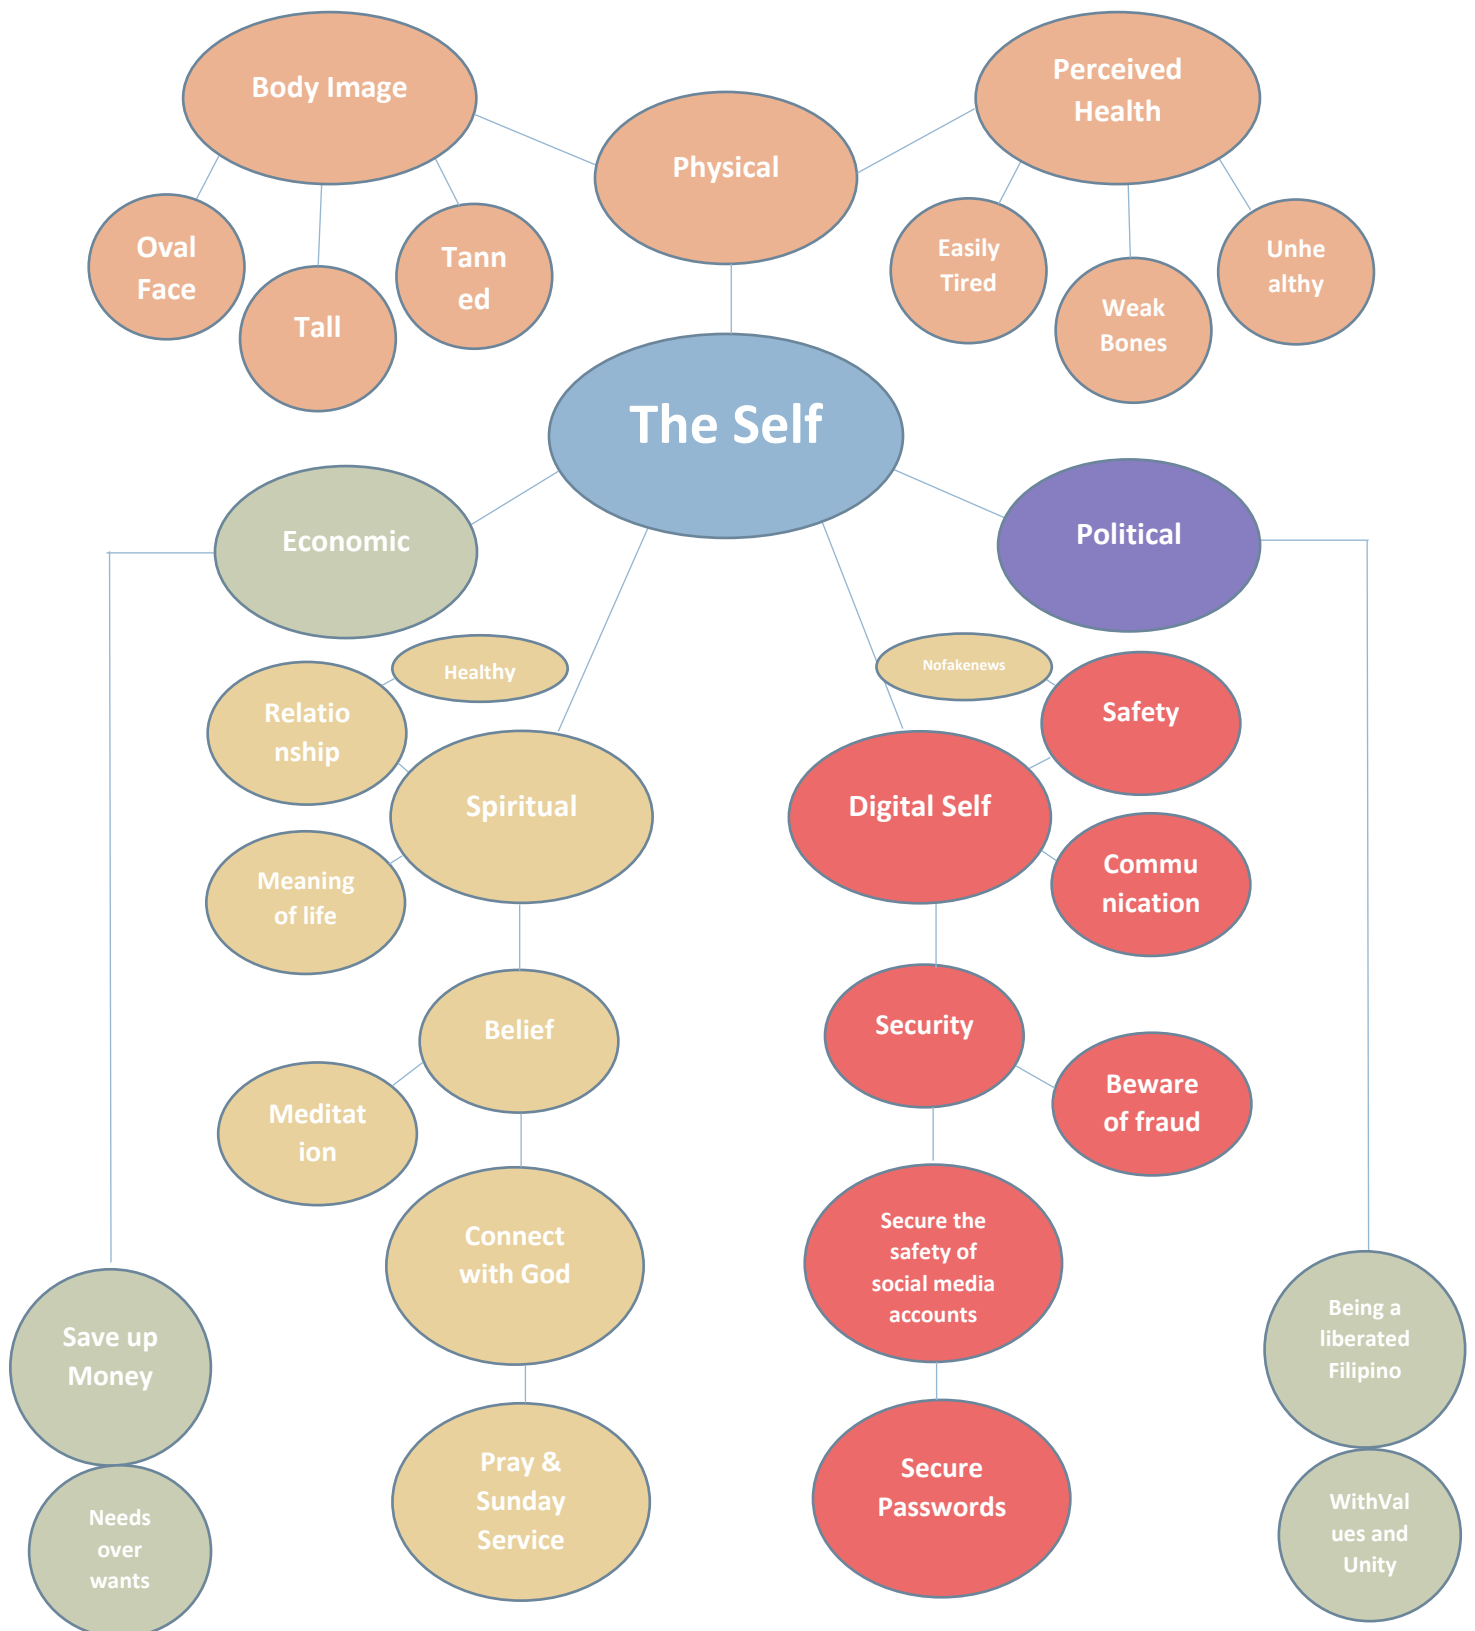 Body Image
Perceived
Health
Physical
Oval
Face
Tall
Tann
ed
Easily
Tired
Weak
Bones
Unhe
althy
The Self
Economic
Political
Healthy
Relatio
nship
Spiritual
Meaning
of life
Belief
Meditat
ion
Connect
with God
Pray &
Sunday
Service
Nofakenews
Safety
Digital Self
Commu
nication
Security
Beware
of fraud
Secure the
safety of
social media
accounts
Secure
Passwords
Save up
Money
Needs
over
wants
Being a
liberated
Filipino
WithVal
ues and
Unity